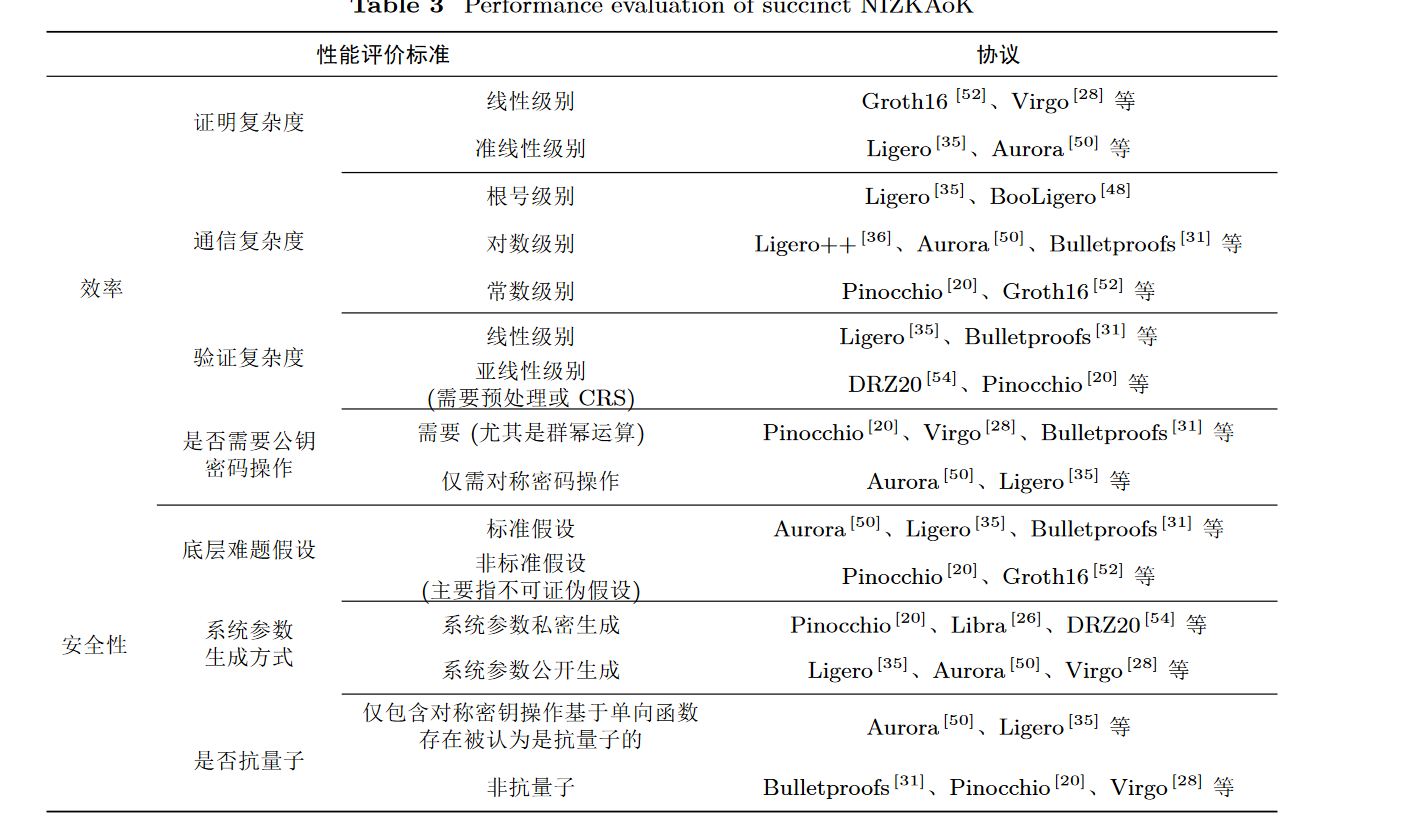 Table 3 Performance evaluation of succinct NIZKAoK
性能评价标准 协议
线性级别 Groth16 [52]、Virgo [28] 等
证明复杂度
准线性级别 Ligero [35]、Aurora [50] 等
根号级别 Ligero [35]、BooLigero [48]
通信复杂度 对数级别 Ligero++ [36]、Aurora [50]、Bulletproofs [31] 等
效率 常数级别 Pinocchio [20]、Groth16 [52] 等
线性级别 Ligero [35]、Bulletproofs [31] 等
验证复杂度
亚线性级别
(需要预处理或 CRS) DRZ20 [54]、Pinocchio [20] 等
是否需要公钥
密码操作
需要 (尤其是群幂运算) Pinocchio [20]、Virgo [28]、Bulletproofs [31] 等
仅需对称密码操作 Aurora [50]、Ligero [35] 等
标准假设 Aurora [50]、Ligero [35]、Bulletproofs [31] 等
底层难题假设
非标准假设
(主要指不可证伪假设) Pinocchio [20]、Groth16 [52] 等
安全性
系统参数
生成方式
系统参数私密生成 Pinocchio [20]、Libra [26]、DRZ20 [54] 等
系统参数公开生成 Ligero [35]、Aurora [50]、Virgo [28] 等
仅包含对称密钥操作基于单向函数
存在被认为是抗量子的 Aurora [50]、Ligero [35] 等
是否抗量子
非抗量子 Bulletproofs [31]、Pinocchio [20]、Virgo [28] 等